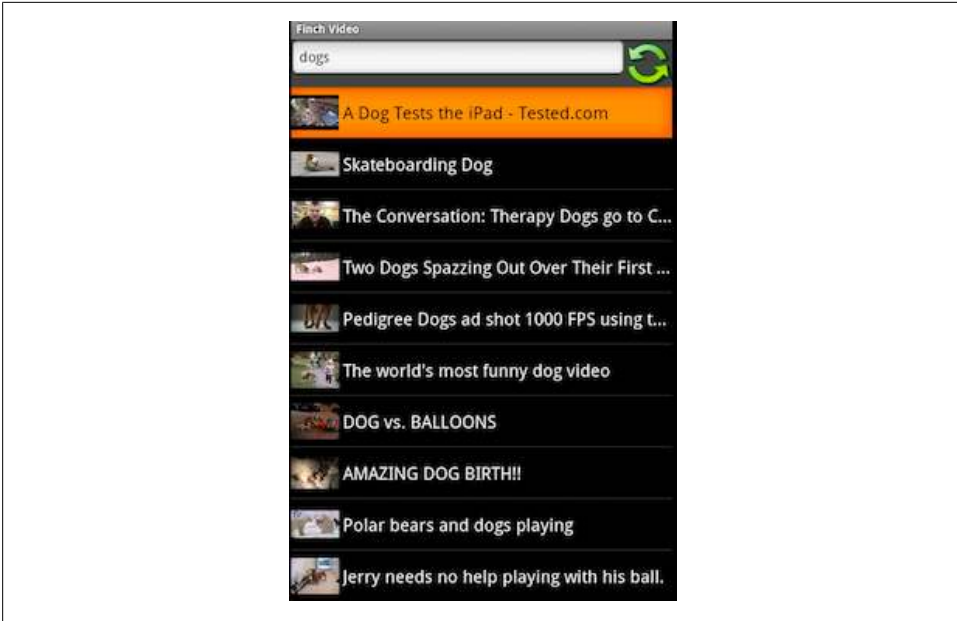 Finch Video
dogs
A Dog Tests the iPad - Tested.com
Skateboarding Dog
The Conversation: Therapy Dogs go to C...
Two Dogs Spazzing Out Over Their First ...
Pedigree Dogs ad shot 1000 FPS using t...
The world's most funny dog video
DOG vs. BALLOONS
AMAZING DOG BIRTH!!
Polar bears and dogs playing
Jerry needs no help playing with his ball.